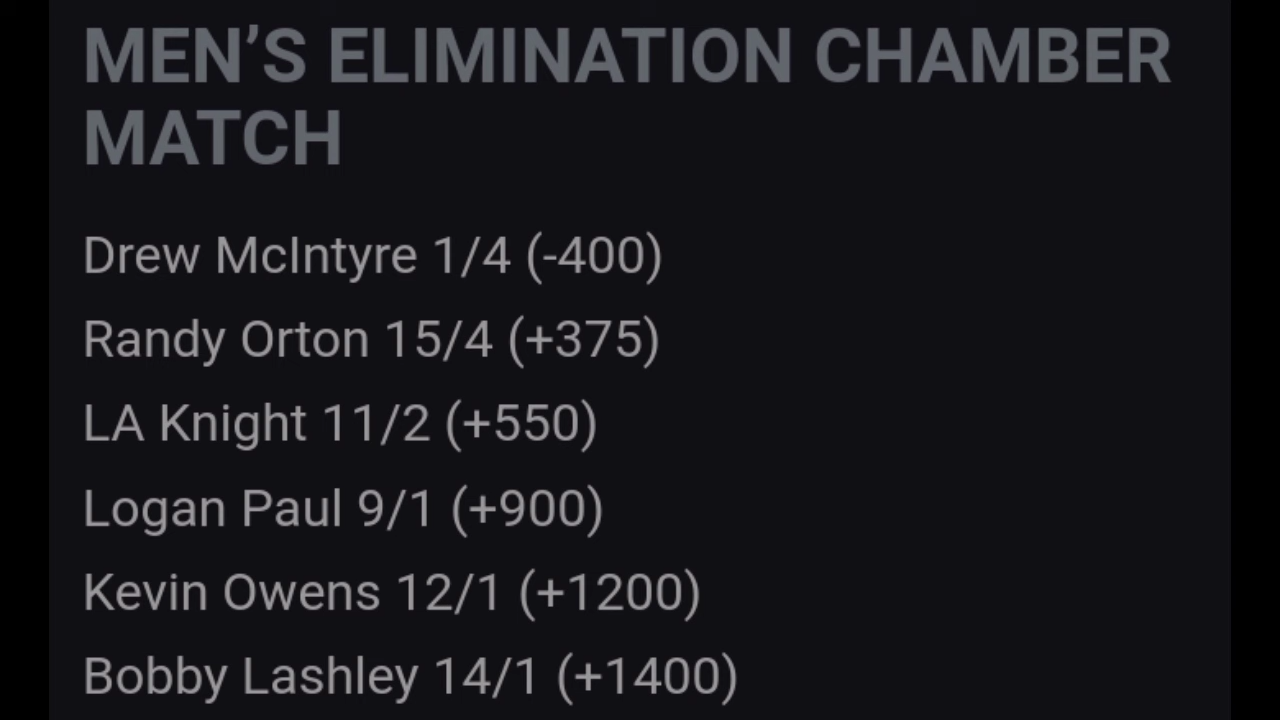 MEN’S ELIMINATION CHAMBER
MATCH
Drew McIntyre 1/4 (-400)
Randy Orton 15/4 (+375)
LA Knight 11/2 (+550)
Logan Paul 9/1 (+900)
Kevin Owens 12/1 (+1200)
Bobby Lashley 14/1 (+1400)